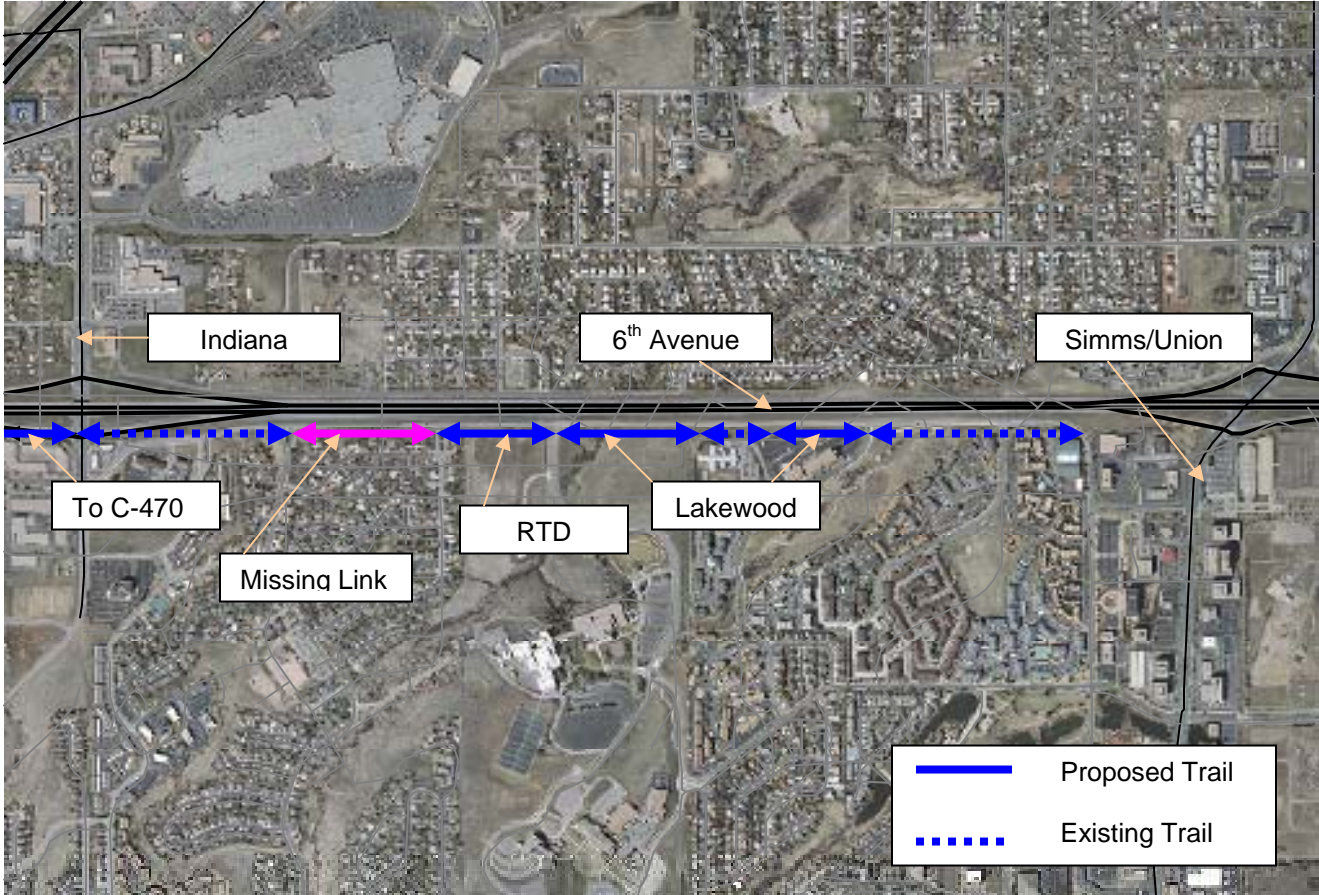 Indiana
6th Avenue
Simms/Union
To C-470
Missing Link
RTD
Lakewood
Proposed Trail
Existing Trail